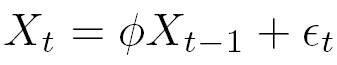 $X_t = \phi X_{t-1} + \epsilon_t$